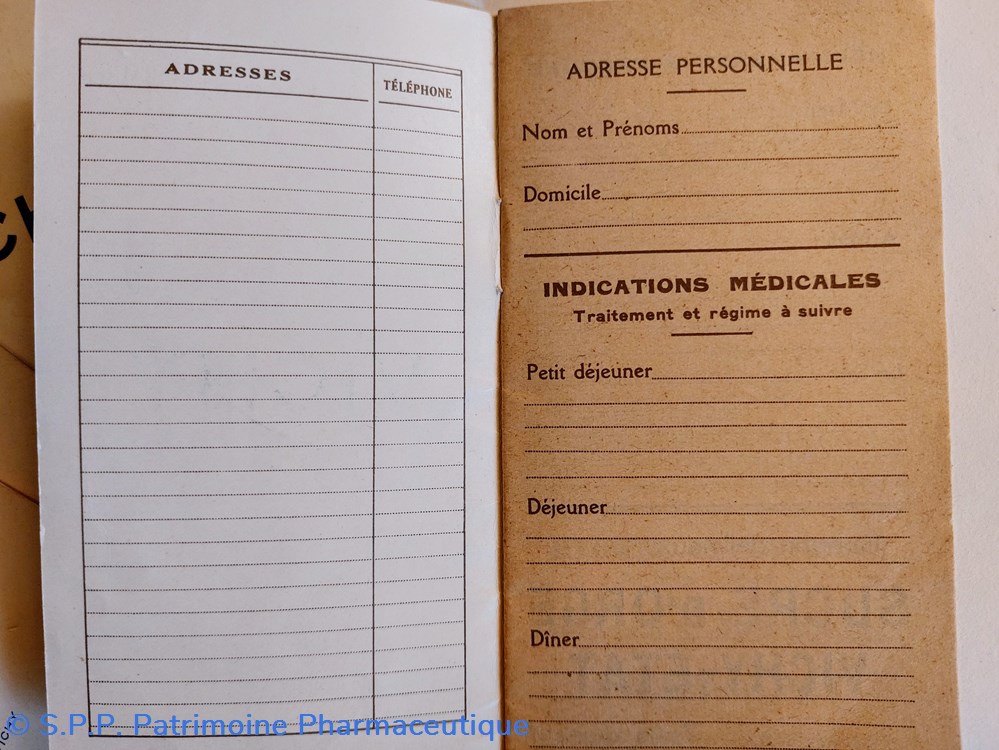 ADRESSES
TÉLÉPHONE
ADRESSE PERSONNELLE
Nom et Prénoms
Domicile
INDICATIONS MÉDICALES
Traitement et régime à suivre
Petit déjeuner
Déjeuner
Dîner
© S.P.P. Patrimoine Pharmaceutique